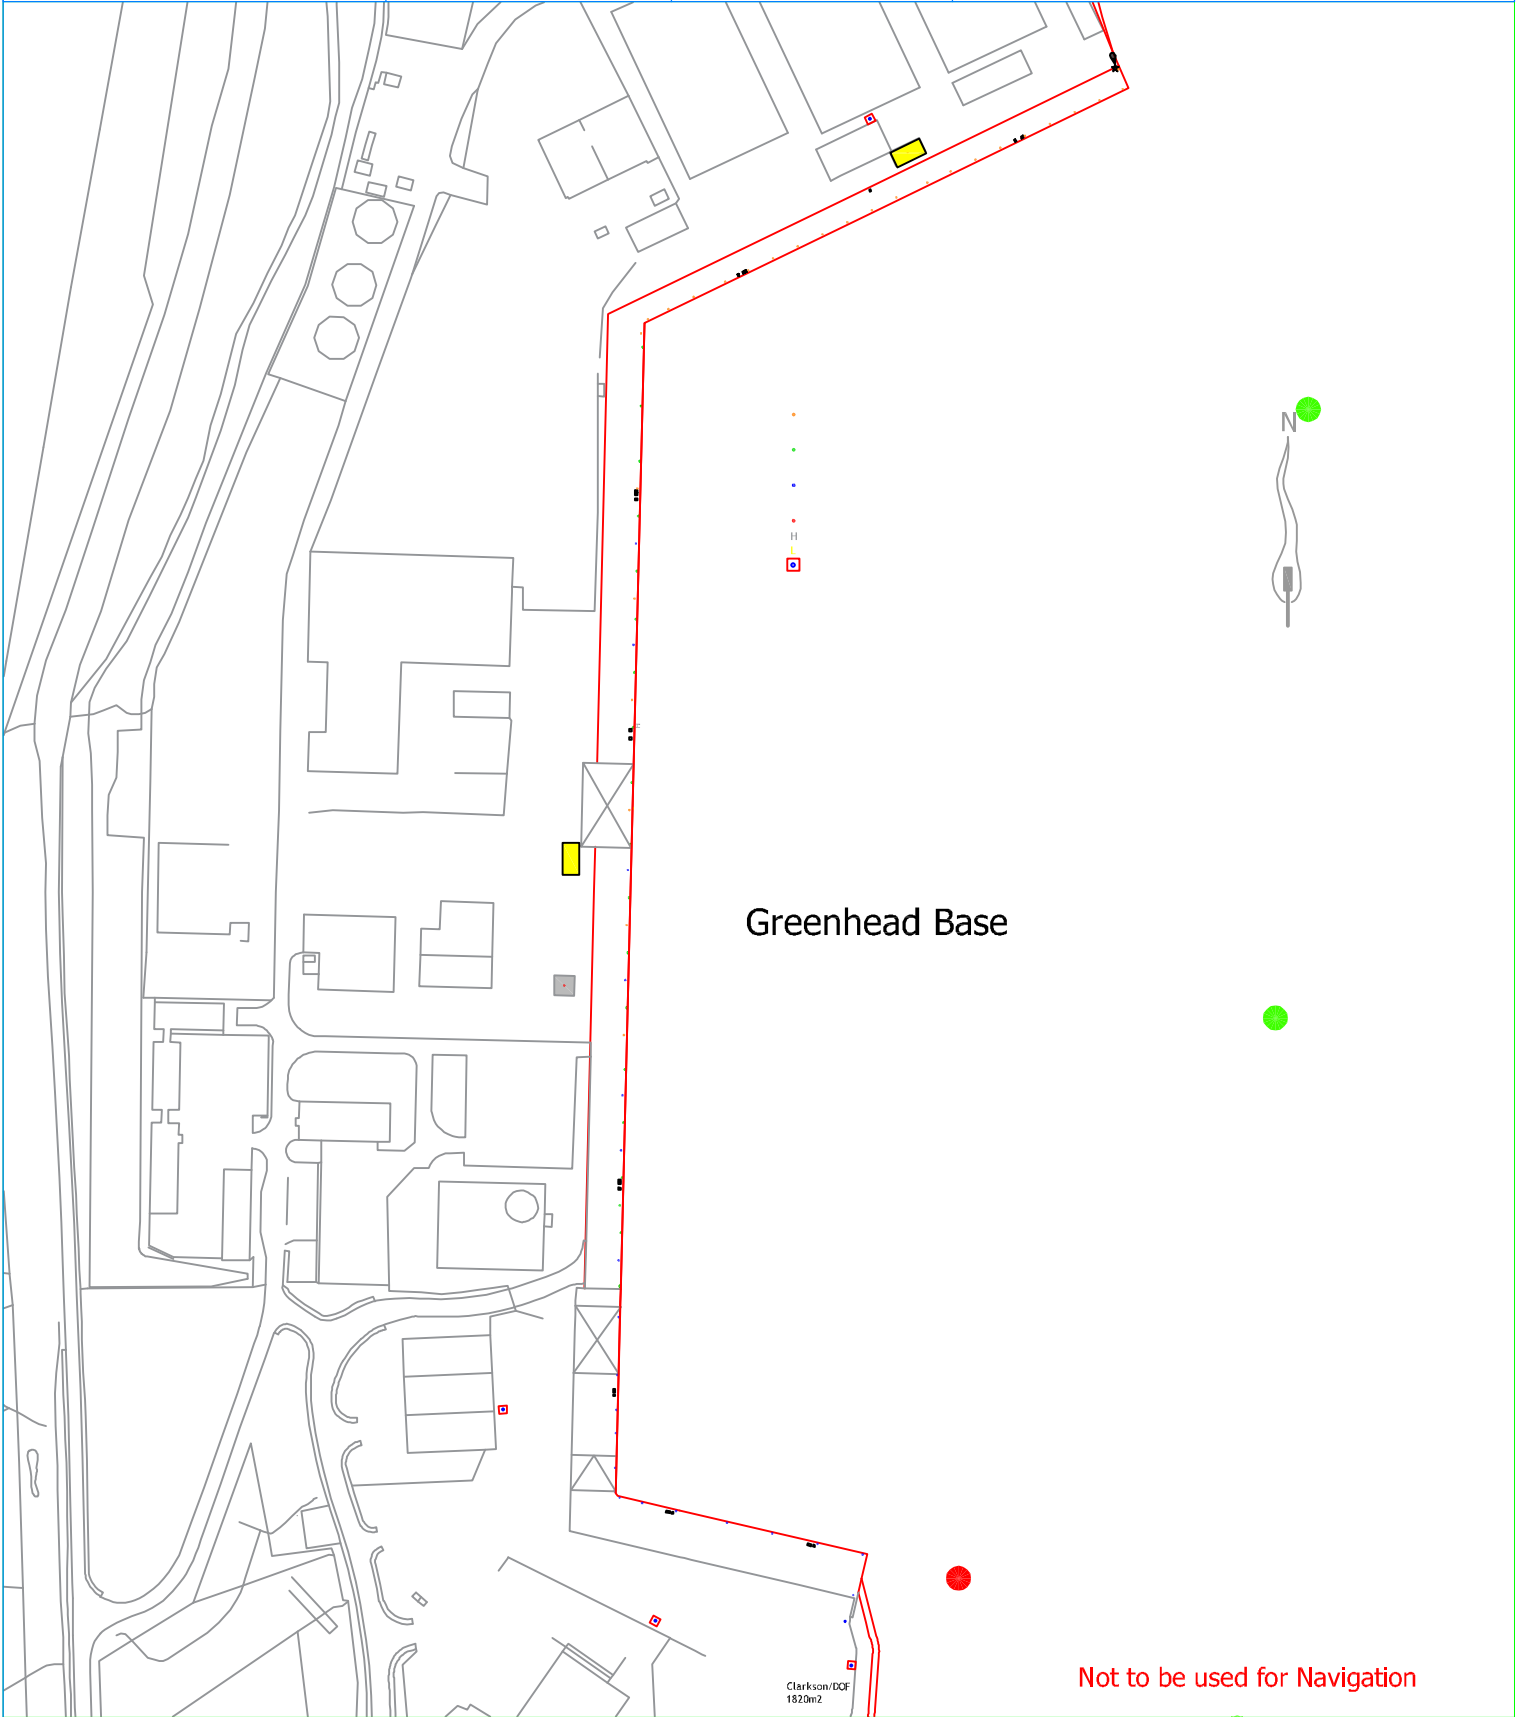 N
H
L
H
Greenhead Base
Not to be used for Navigation
Clarkson/DOF
1820m2